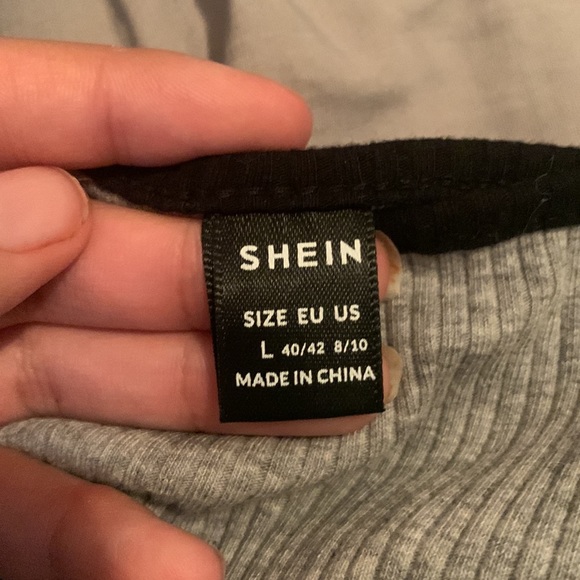 SHEIN
SIZE EU US
L 40/42 8/10
MADE IN CHINA